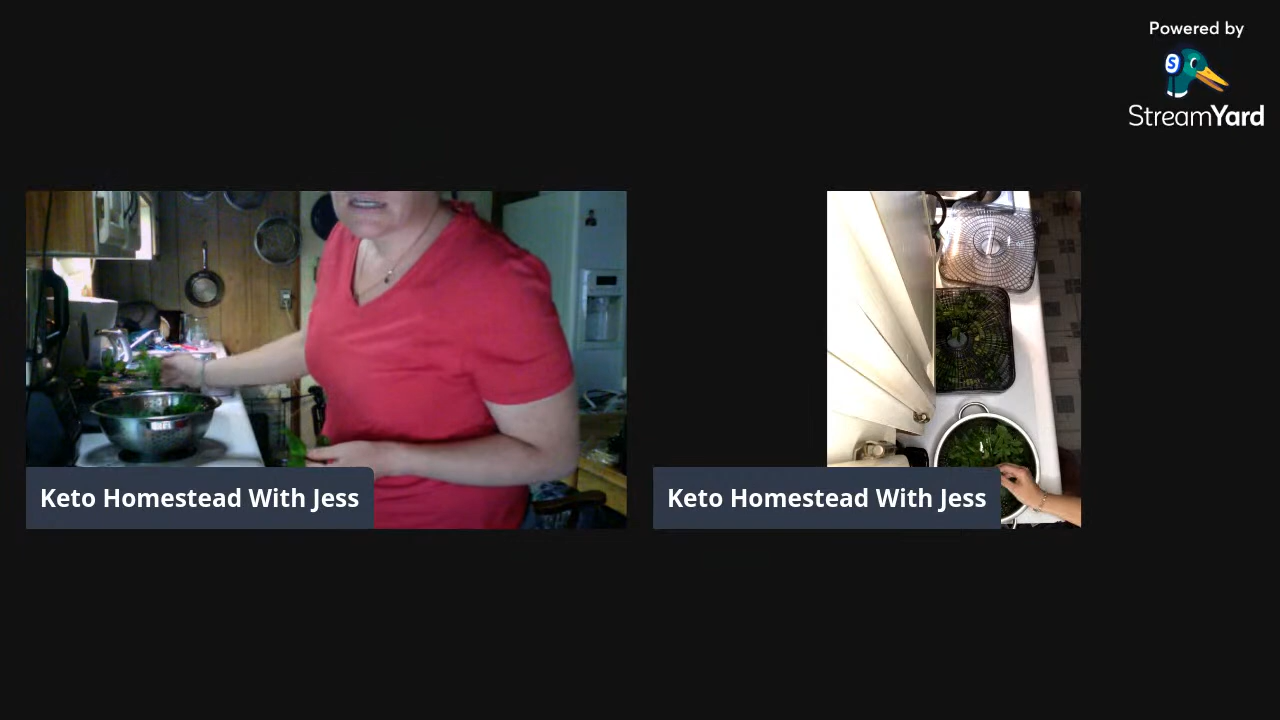 Powered by
S
StreamYard
Keto Homestead With Jess
Keto Homestead With Jess